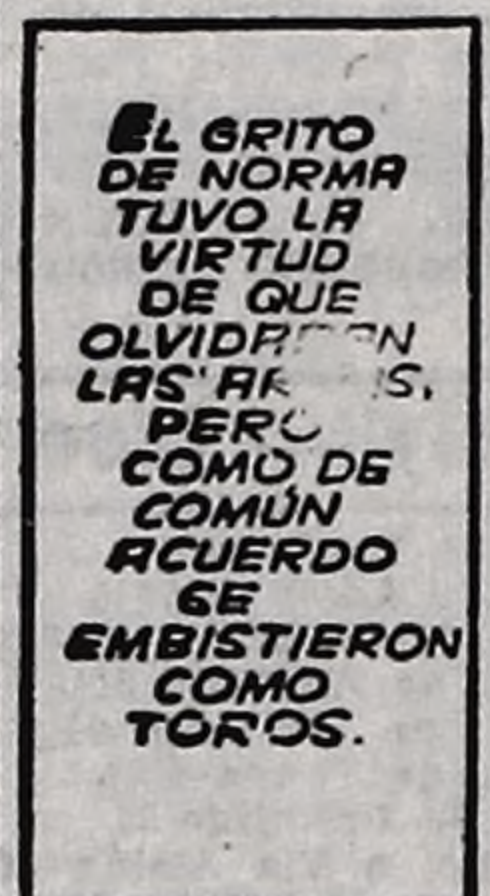 EL GRITO
DE NORMA
TUVO LA
VIRTUD
DE QUE
LAS
PERO
COMO DE
COMÚN
ACUERDO
SE
EMBISTIERON
COMO
TOROS.